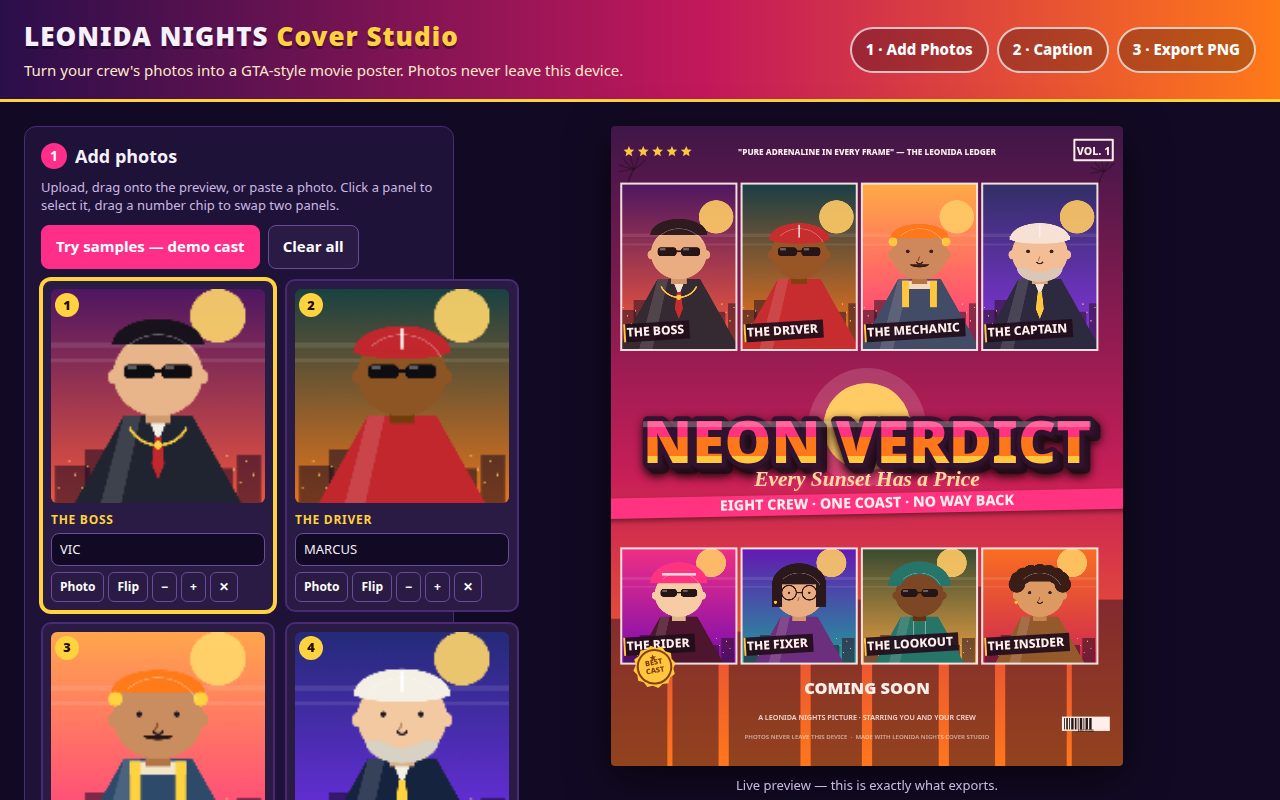 LEONIDA NIGHTS Cover Studio
Turn your crew's photos into a GTA-style movie poster. Photos never leave this device.
1 · Add Photos
2 · Caption
3 · Export PNG
1 Add photos
Upload, drag onto the preview, or paste a photo. Click a panel to
select it, drag a number chip to swap two panels.
Try samples — demo cast
Clear all
1
2
THE BOSS
THE DRIVER
VIC
MARCUS
Photo Flip − + ✕
Photo Flip − + ✕
3
4
★★★★★
"PURE ADRENALINE IN EVERY FRAME" — THE LEONIDA LEDGER
VOL. 1
THE BOSS
THE DRIVER
THE MECHANIC
THE CAPTAIN
NEON VERDICT
Every Sunset Has a Price
EIGHT CREW · ONE COAST · NO WAY BACK
THE RIDER
THE FIXER
THE LOOKOUT
THE INSIDER
BEST
CAST
COMING SOON
A LEONIDA NIGHTS PICTURE · STARRING YOU AND YOUR CREW
PHOTOS NEVER LEAVE THIS DEVICE · MADE WITH LEONIDA NIGHTS COVER STUDIO
Live preview — this is exactly what exports.